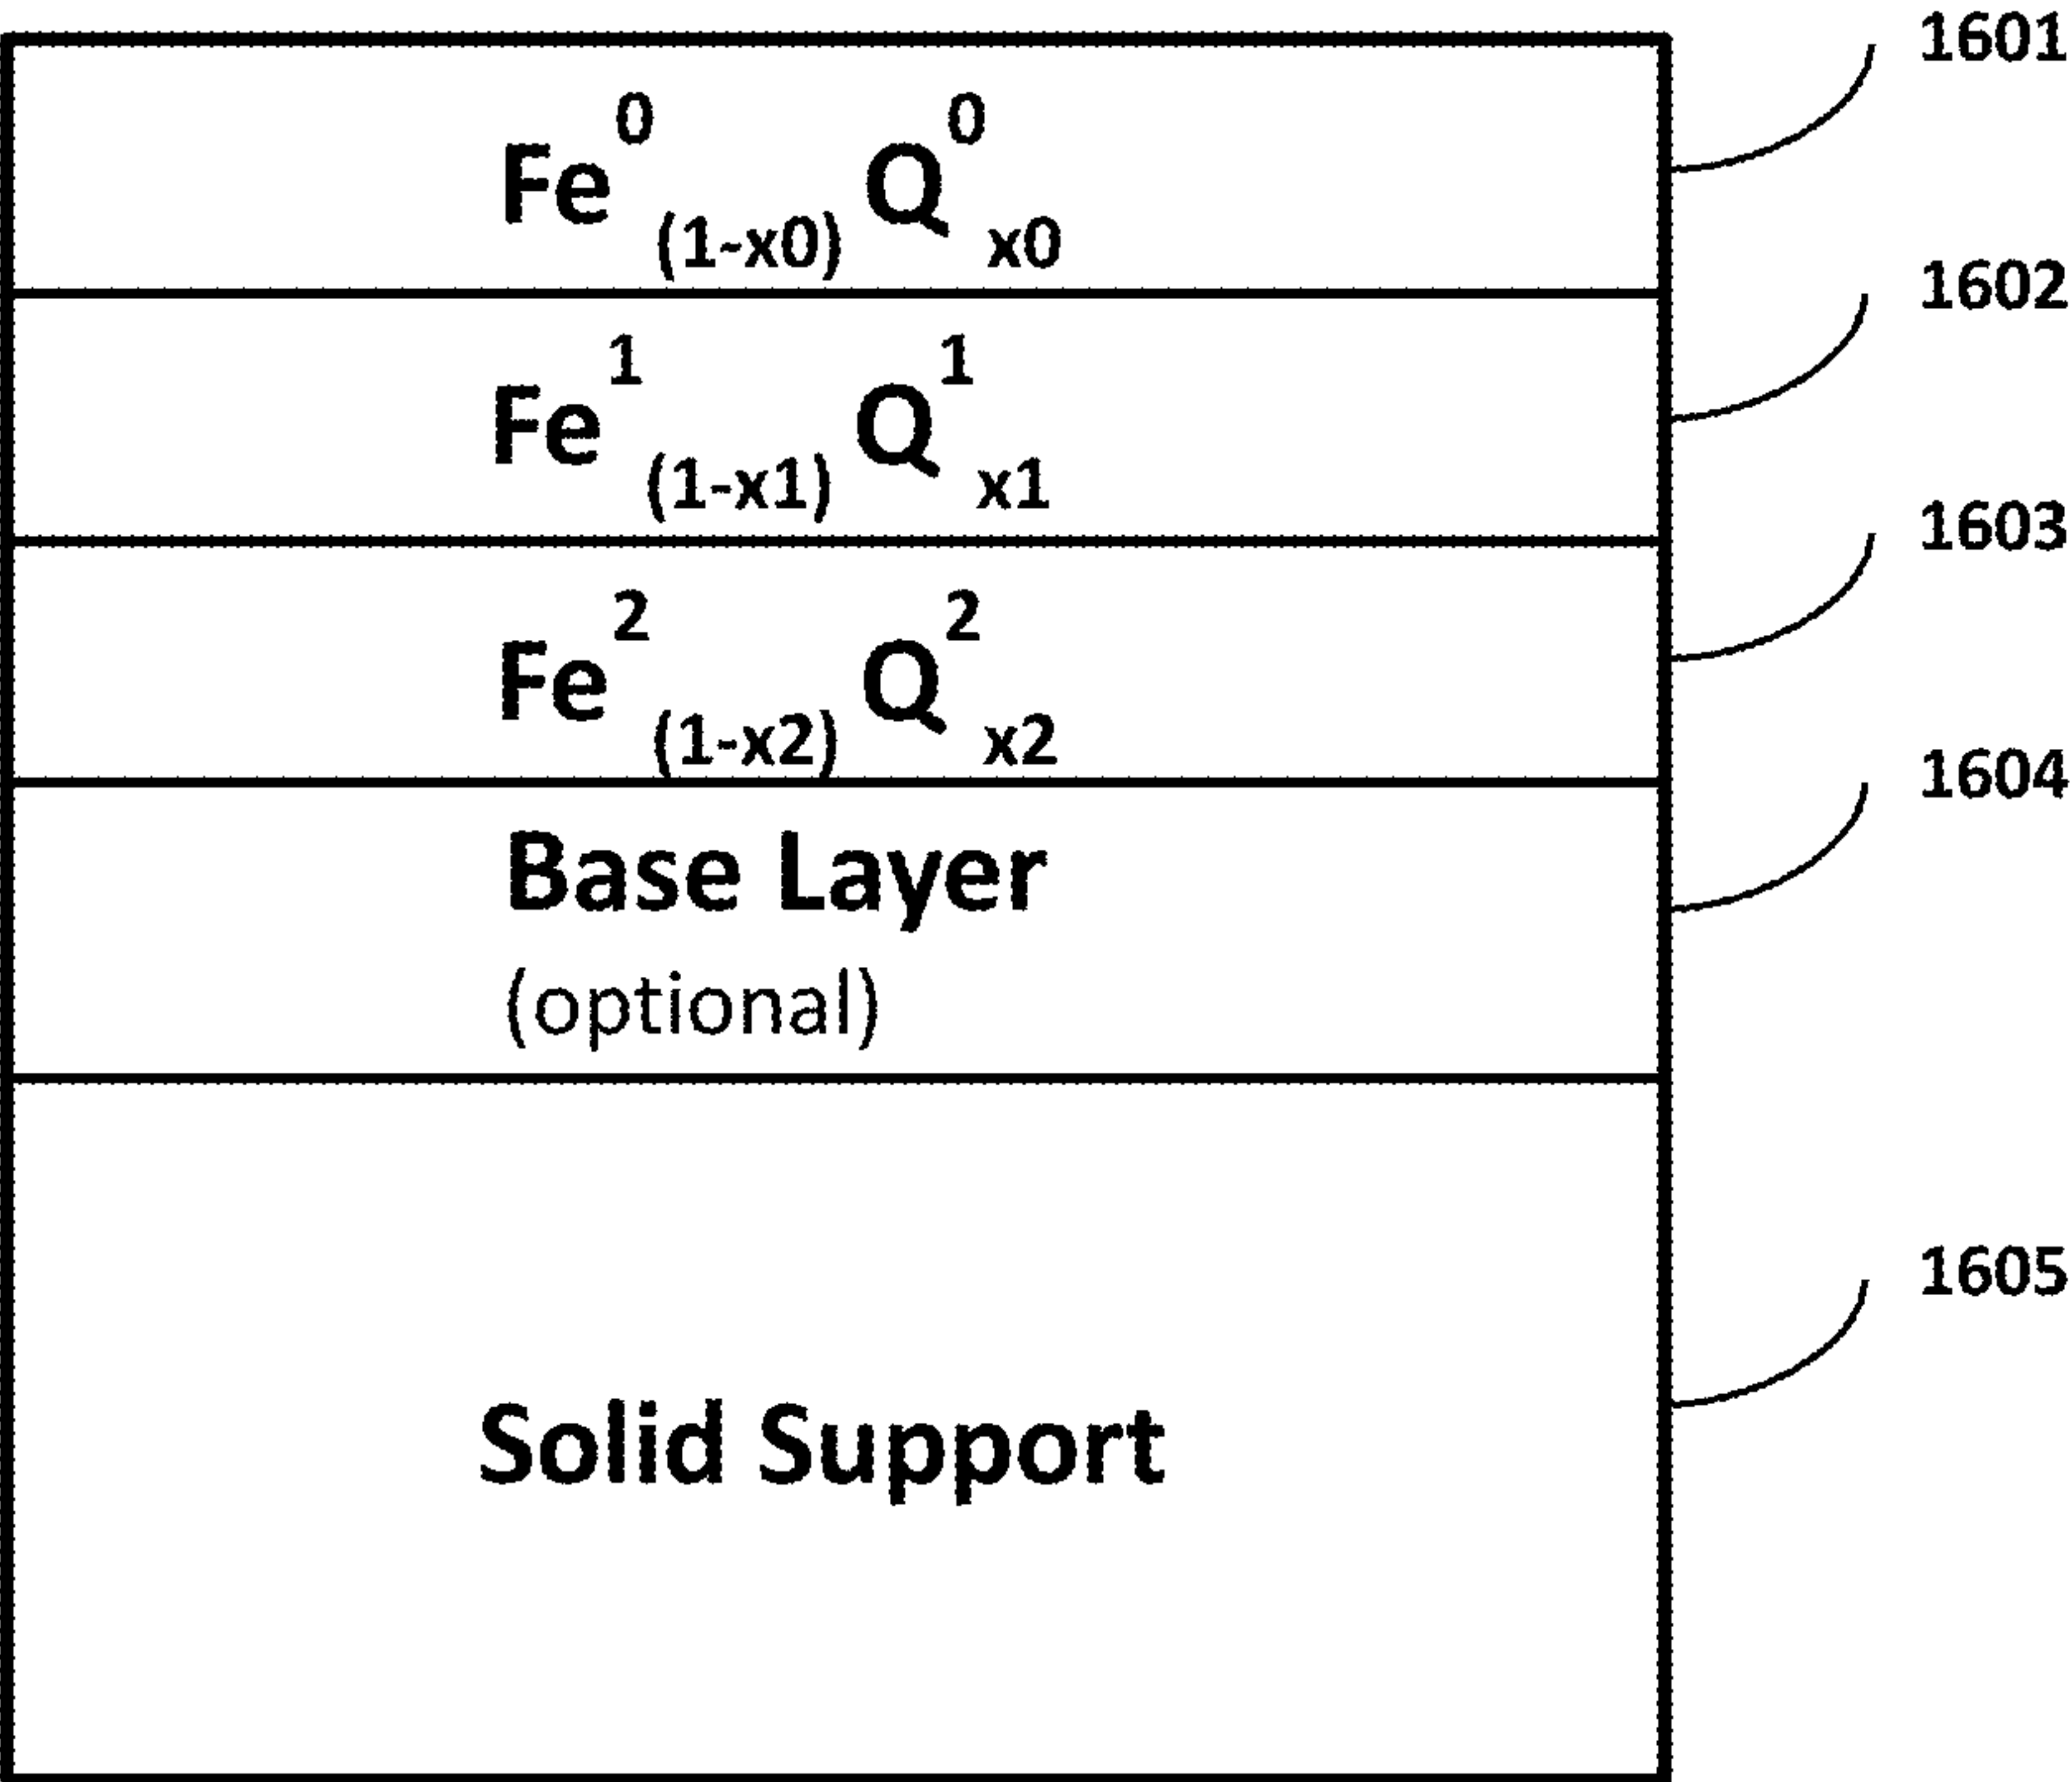 1601
Fe⁰₍₁₋ₓ₀₎ Q⁰ₓ₀
1602
Fe¹₍₁₋ₓ₁₎ Q¹ₓ₁
1603
Fe²₍₁₋ₓ₂₎ Q²ₓ₂
1604
Base Layer
(optional)
1605
Solid Support